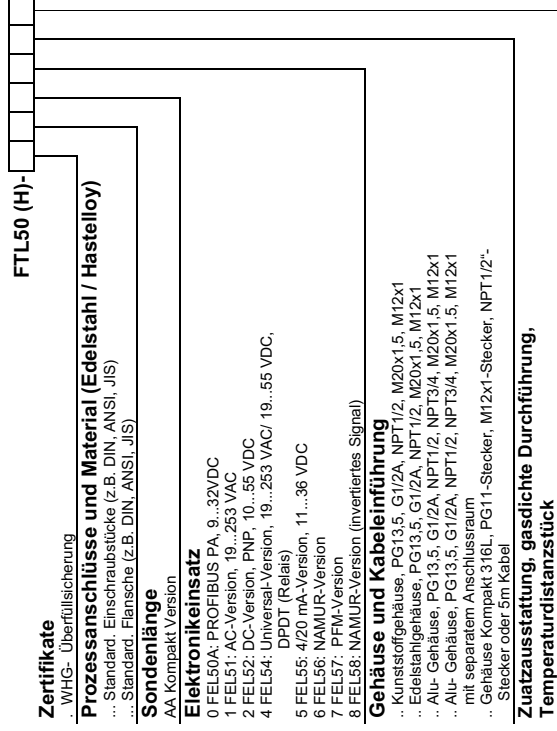 FTL50 (H)-
Zertifikate
. WHG- Überfüllsicherung
Prozessanschlüsse und Material (Edelstahl / Hastelloy)
... Standard. Einschraubstücke (z.B. DIN, ANSI, JIS)
... Standard. Flansche (z.B. DIN, ANSI, JIS)
Sondenlänge
AA Kompakt Version
Elektronikeinsatz
0 FEL50A: PROFIBUS PA, 9...32VDC
1 FEL51: AC-Version, 19...253 VAC
2 FEL52: DC-Version, PNP, 10...55 VDC
4 FEL54: Universal-Version, 19...253 VAC/ 19...55 VDC,
DPDT (Relais)
5 FEL55: 4/20 mA-Version, 11...36 VDC
6 FEL56: NAMUR-Version
7 FEL57: PFM-Version
8 FEL58: NAMUR-Version (invertiertes Signal)
Gehäuse und Kabeleinführung
.. Kunststoffgehäuse, PG13,5, G1/2A, NPT1/2, M20x1,5, M12x1
.. Edelstahlgehäuse, PG13,5, G1/2A, NPT1/2, M20x1.5, M12x1
.. Alu- Gehäuse, PG13,5, G1/2A, NPT1/2, NPT3/4, M20x1,5, M12x1
.. Alu- Gehäuse, PG13,5, G1/2A, NPT1/2, NPT3/4, M20x1.5, M12x1
mit separatem Anschlussraum
.. Gehäuse Kompakt 316L, PG11-Stecker, M12x1-Stecker, NPT1/2"-
Stecker oder 5m Kabel
Zuatzausstattung, gasdichte Durchführung,
Temperaturdistanzstück